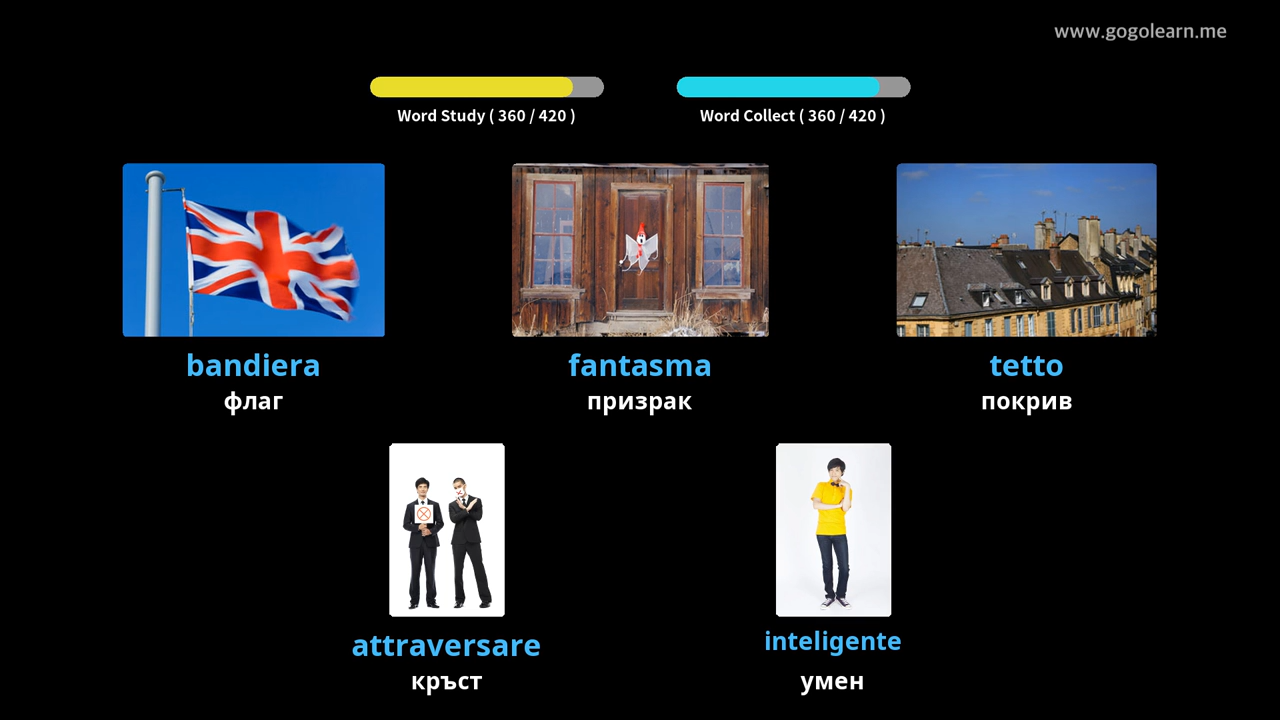 www.gogolearn.me
Word Study ( 360 / 420 )
Word Collect ( 360 / 420 )
bandiera
флаг
fantasma
призрак
tetto
покрив
attraversare
кръст
inteligente
умен